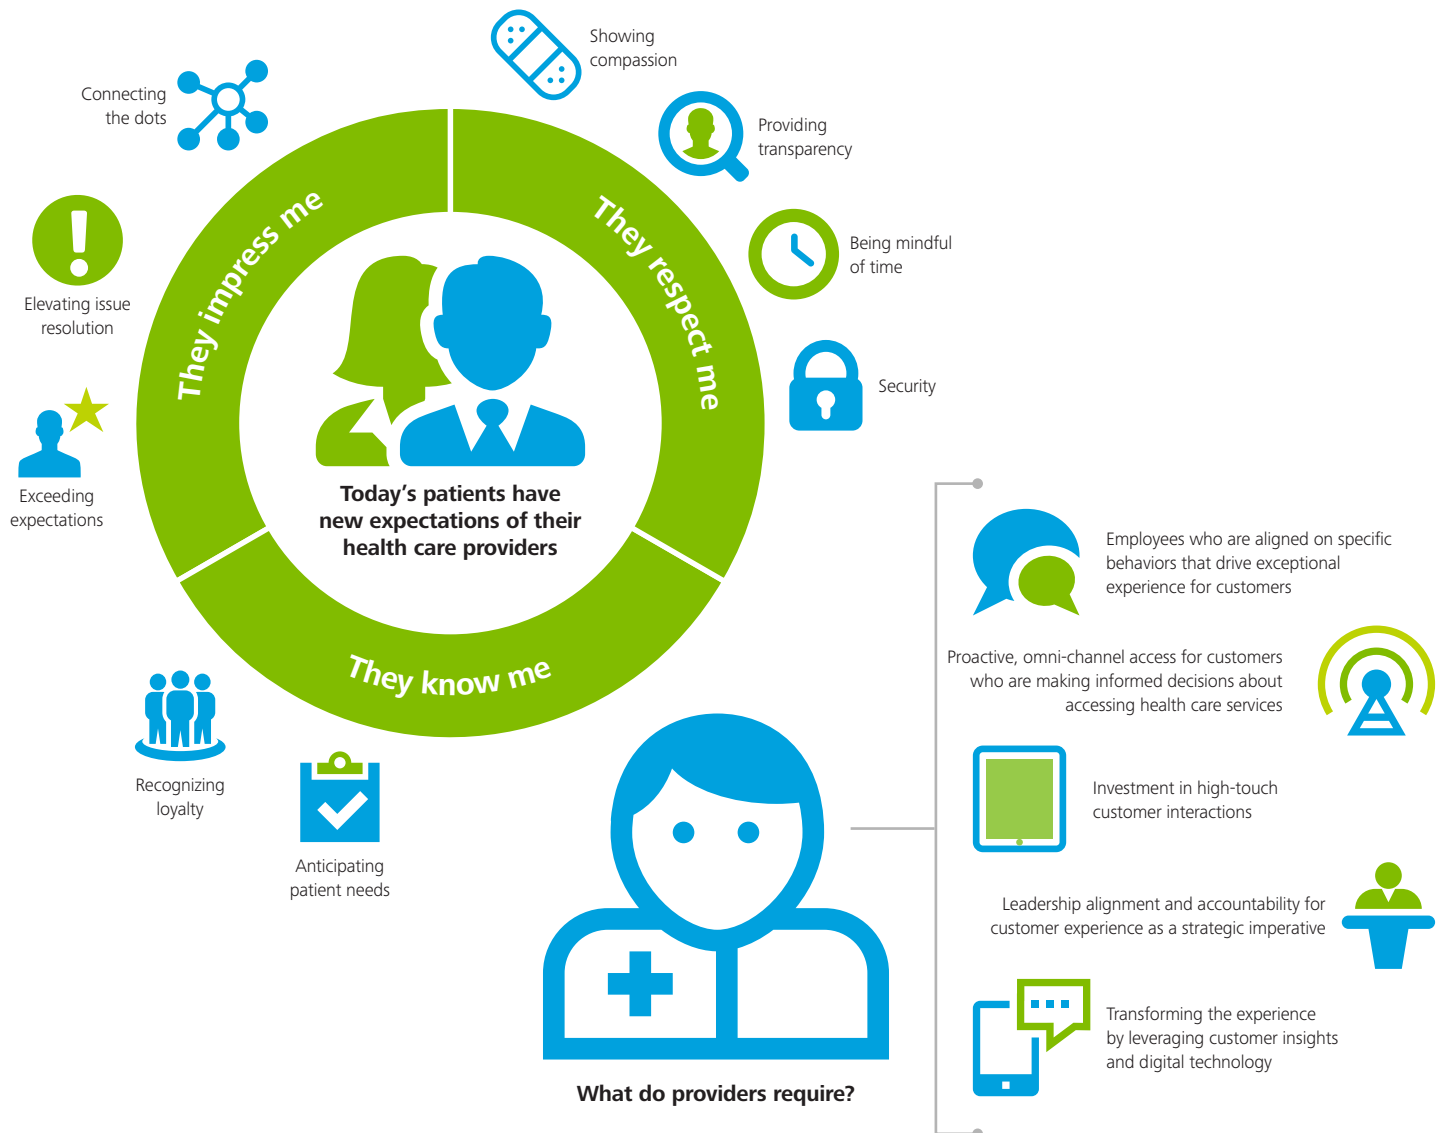 Showing
compassion
Connecting
the dots
Providing
transparency
They impress me
They respect me
Being mindful
of time
Elevating issue
resolution
Security
Exceeding
expectations
Today’s patients have
new expectations of their
health care providers
They know me
Recognizing
loyalty
Anticipating
patient needs
What do providers require?
Employees who are aligned on specific
behaviors that drive exceptional
experience for customers
Proactive, omni-channel access for customers
who are making informed decisions about
accessing health care services
Investment in high-touch
customer interactions
Leadership alignment and accountability for
customer experience as a strategic imperative
Transforming the experience
by leveraging customer insights
and digital technology